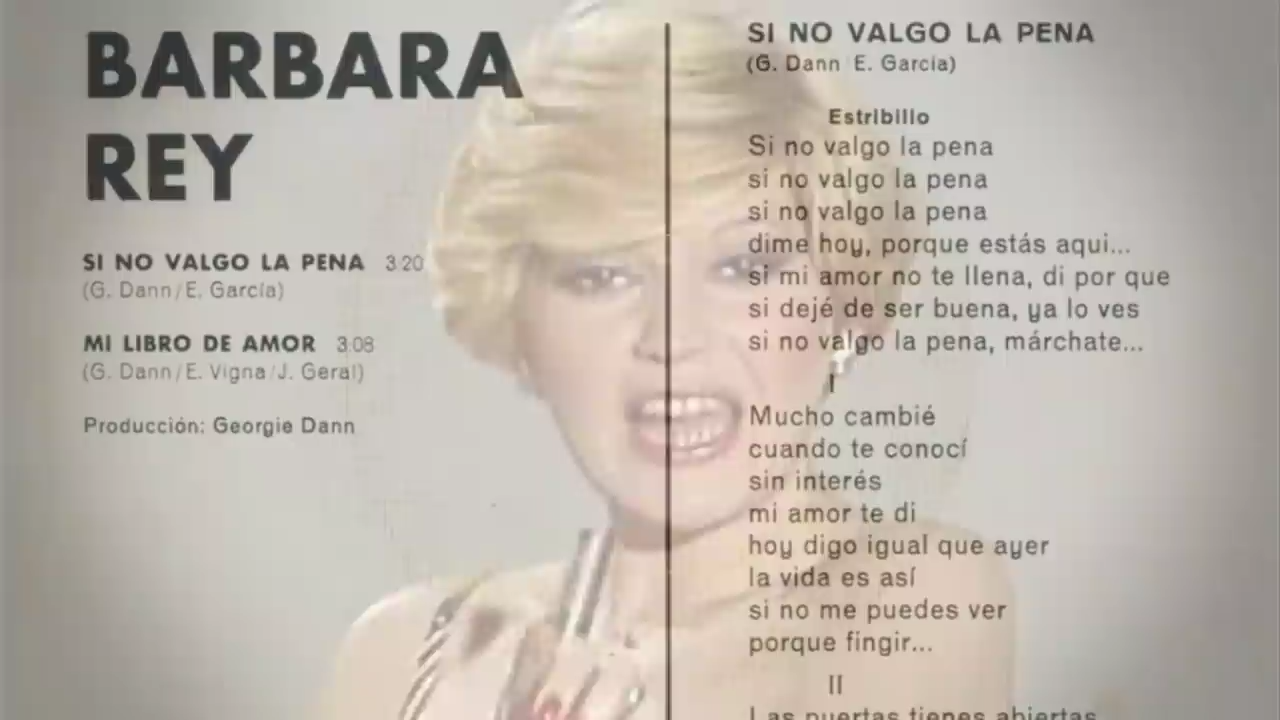 BARBARA
REY
SI NO VALGO LA PENA 3:20
(G. Dann/E. García)
MI LIBRO DE AMOR 3:08
(G. Dann/E. Vigna/J. Geral)
Producción: Georgie Dann
SI NO VALGO LA PENA
(G. Dann E. García)
Estribillo
Si no valgo la pena
si no valgo la pena
si no valgo la pena
dime hoy, porque estás aqui...
si mi amor no te llena, di por que
si dejé de ser buena, ya lo ves
si no valgo la pena, márchate...
I
Mucho cambié
cuando te conocí
sin interés
mi amor te di
hoy digo igual que ayer
la vida es así
si no me puedes ver
porque fingir...
II
Las puertas tienes abiertas